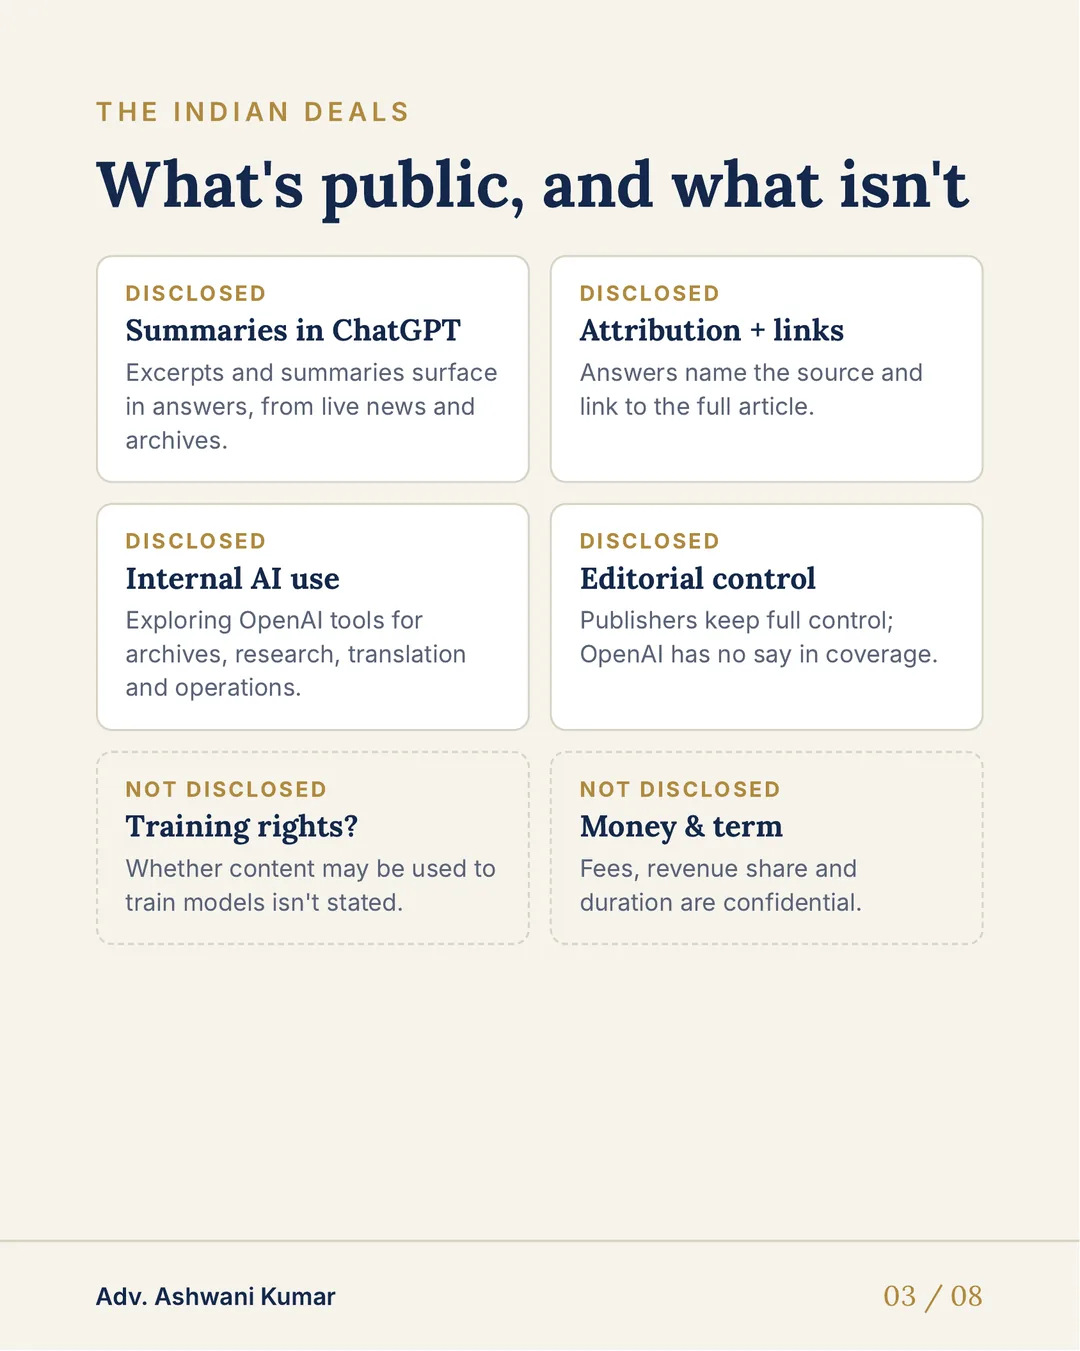 THE INDIAN DEALS
What's public, and what isn't
DISCLOSED
Summaries in ChatGPT
Excerpts and summaries surface
in answers, from live news and
archives.
DISCLOSED
Attribution + links
Answers name the source and
link to the full article.
DISCLOSED
Internal AI use
Exploring OpenAI tools for
archives, research, translation
and operations.
DISCLOSED
Editorial control
Publishers keep full control;
OpenAI has no say in coverage.
NOT DISCLOSED
Training rights?
Whether content may be used to
train models isn't stated.
NOT DISCLOSED
Money & term
Fees, revenue share and
duration are confidential.
Adv. Ashwani Kumar
03 / 08